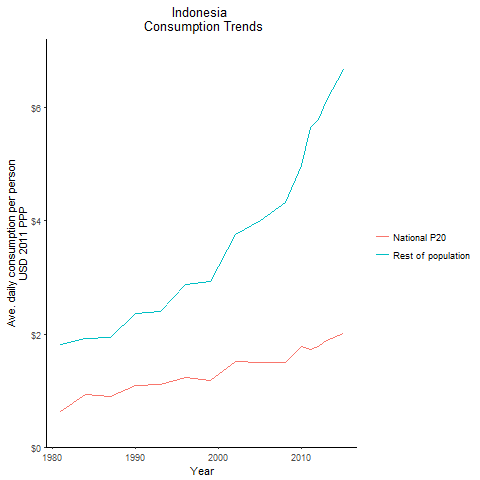 Indonesia
Consumption Trends
Ave. daily consumption per person
USD 2011 PPP
$6
$4
$2
$0
1980
1990
2000
2010
Year
National P20
Rest of population